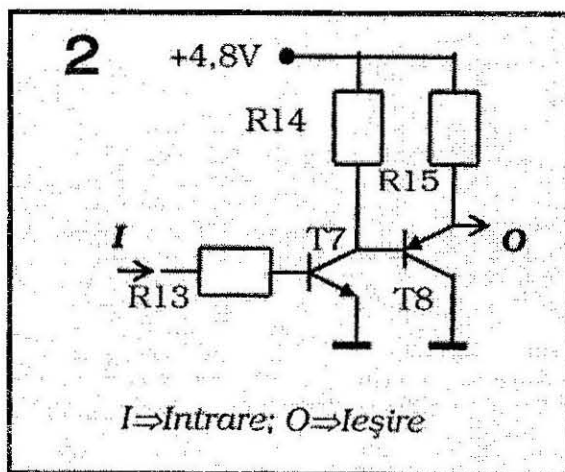 2
+4,8V
R14
R15
I
T7
O
R13
T8
I⇒Intrare; O⇒Ieşire